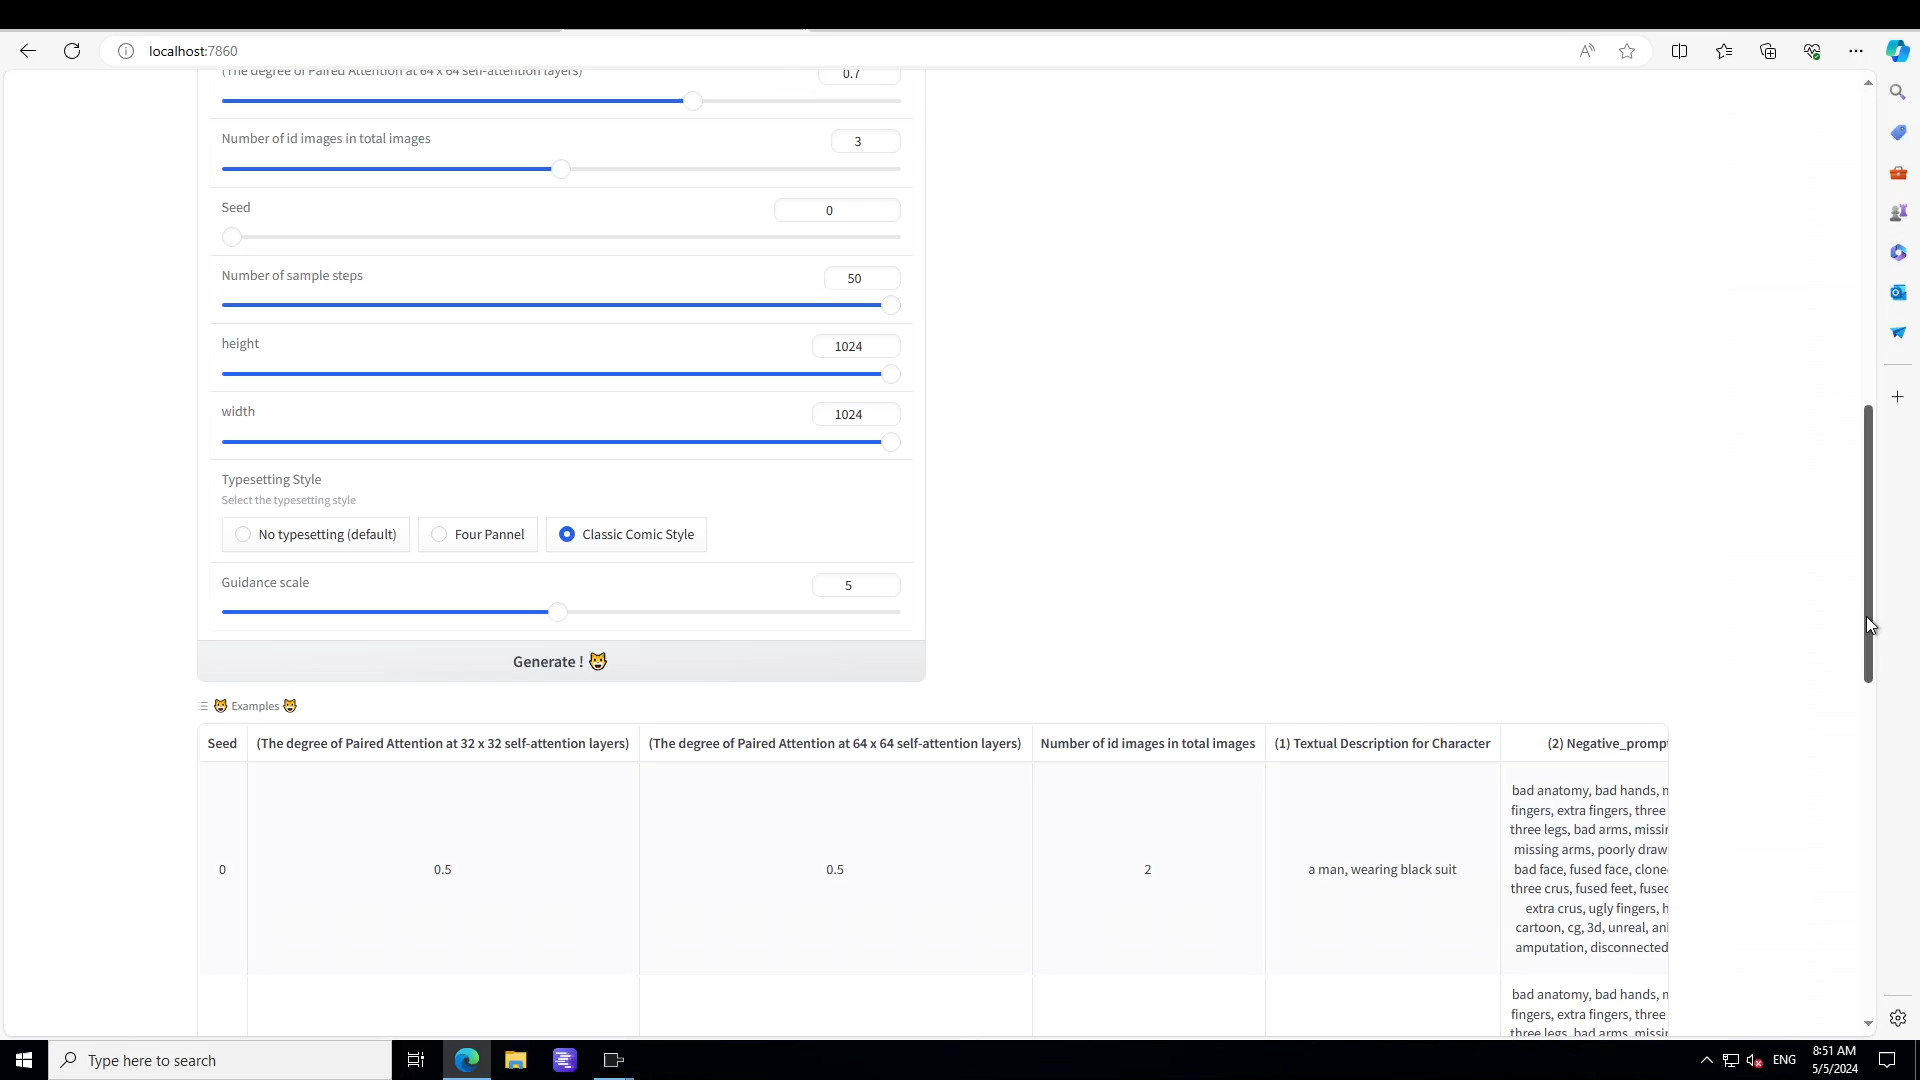 localhost:7860
(The degree of Paired Attention at 64 x 64 self-attention layers)
0.7
Number of id images in total images
3
Seed
0
Number of sample steps
50
height
1024
width
1024
Typesetting Style
Select the typesetting style
No typesetting (default)
Four Pannel
Classic Comic Style
Guidance scale
5
Generate !
Examples
Seed
(The degree of Paired Attention at 32 x 32 self-attention layers)
(The degree of Paired Attention at 64 x 64 self-attention layers)
Number of id images in total images
(1) Textual Description for Character
(2) Negative_prompt
0
0.5
0.5
2
a man, wearing black suit
bad anatomy, bad hands,
fingers, extra fingers, three
three legs, bad arms,
missing arms, poorly
bad face, fused face,
three crus, fused feet,
extra crus, ugly fingers,
cartoon, cg, 3d, unreal,
amputation, disconnected
bad anatomy, bad hands,
fingers, extra fingers, three
three legs, bad arms,
Type here to search
ENG
8:51 AM
5/5/2024